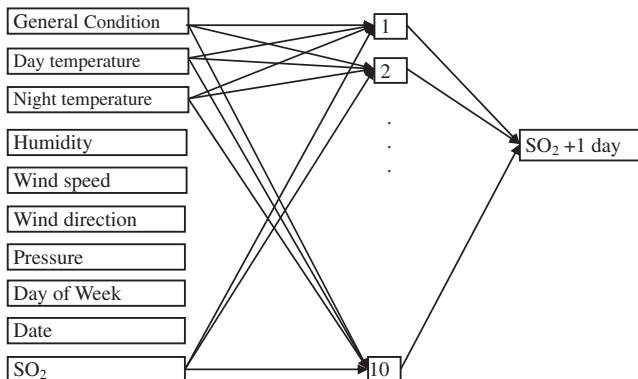 General Condition
Day temperature
Night temperature
Humidity
Wind speed
Wind direction
Pressure
Day of Week
Date
SO₂
1
2
.
.
.
10
SO₂ +1 day